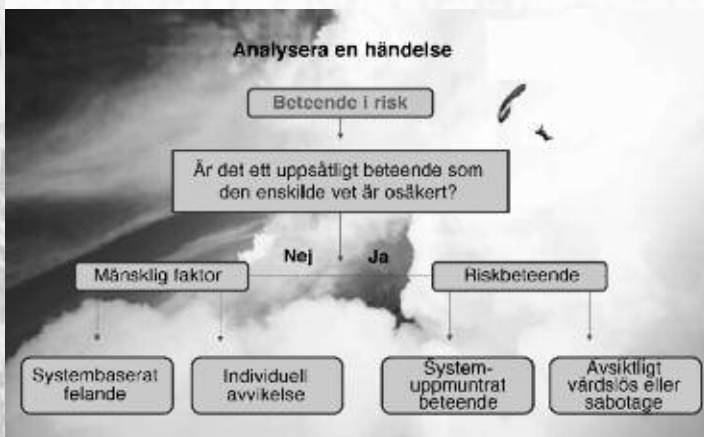 Analysera en händelse
Beteende i risk
Är det ett uppsåtligt beteende som
den enskilde vet är osäkert?
Nej
Ja
Mänsklig faktor
Riskbeteende
Systembaserat
felande
Individuell
avvikelse
System-
uppmuntrat
beteende
Avsiktligt
vårdslös eller
sabotage